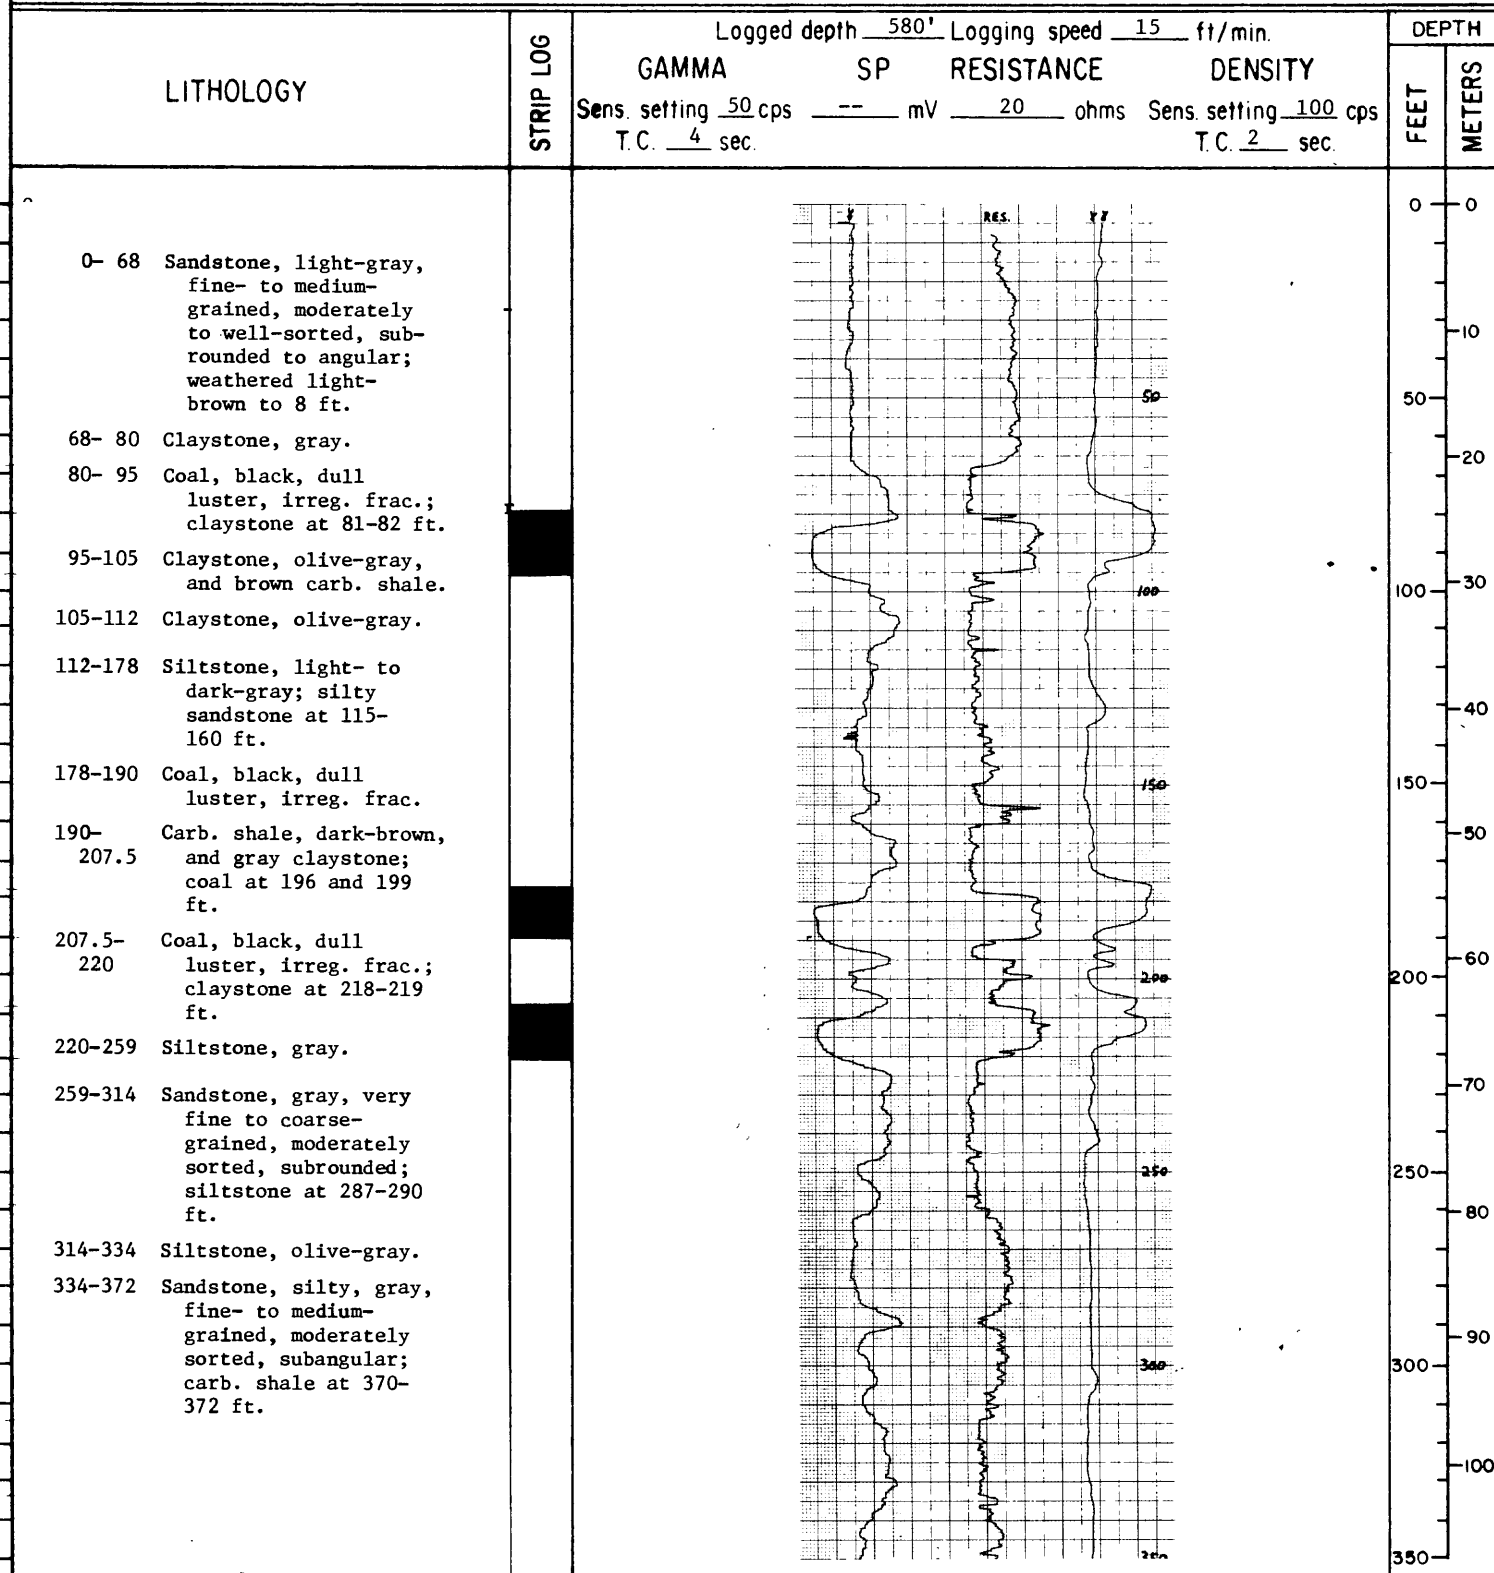 Logged depth 580' Logging speed 15 ft/min.
LITHOLOGY
STRIP LOG
GAMMA SP RESISTANCE DENSITY
Sens. setting 50 cps -- mV 20 ohms Sens. setting 100 cps
T.C. 4 sec. T.C. 2 sec.
DEPTH
FEET
METERS
0- 68 Sandstone, light-gray,
fine- to medium-
grained, moderately
to well-sorted, sub-
rounded to angular;
weathered light-
brown to 8 ft.
68- 80 Claystone, gray.
80- 95 Coal, black, dull
luster, irreg. frac.;
claystone at 81-82 ft.
95-105 Claystone, olive-gray,
and brown carb. shale.
105-112 Claystone, olive-gray.
112-178 Siltstone, light- to
dark-gray; silty
sandstone at 115-
160 ft.
178-190 Coal, black, dull
luster, irreg. frac.
190- Carb. shale, dark-brown,
207.5 and gray claystone;
coal at 196 and 199
ft.
207.5- Coal, black, dull
220 luster, irreg. frac.;
claystone at 218-219
ft.
220-259 Siltstone, gray.
259-314 Sandstone, gray, very
fine to coarse-
grained, moderately
sorted, subrounded;
siltstone at 287-290
ft.
314-334 Siltstone, olive-gray.
334-372 Sandstone, silty, gray,
fine- to medium-
grained, moderately
sorted, subangular;
carb. shale at 370-
372 ft.
RES.
50
100
150
200
250
300
350
0
50
100
150
200
250
300
350
0
10
20
30
40
50
60
70
80
90
100